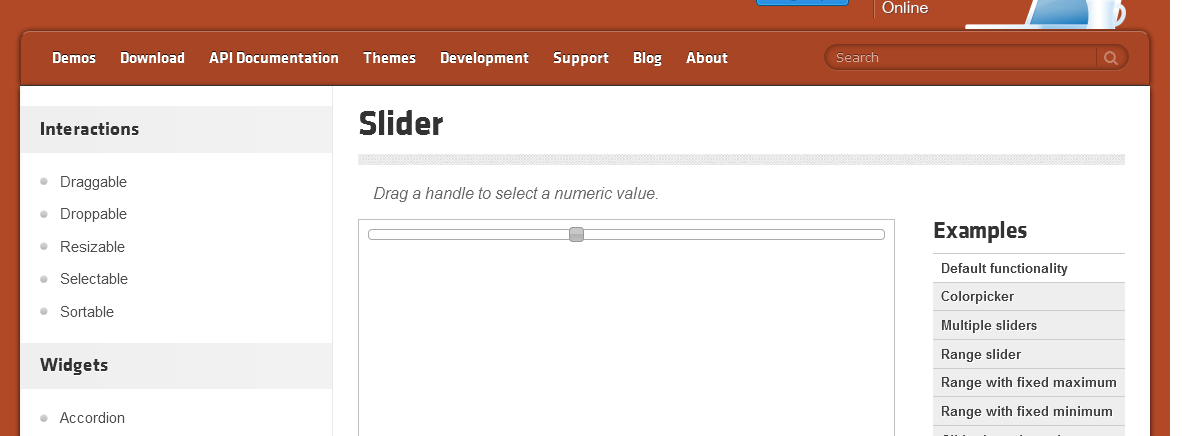 Online
Demos Download API Documentation Themes Development Support Blog About Search
Interactions
Draggable
Droppable
Resizable
Selectable
Sortable
Widgets
Accordion
Slider
Drag a handle to select a numeric value.
Examples
Default functionality
Colorpicker
Multiple sliders
Range slider
Range with fixed maximum
Range with fixed minimum